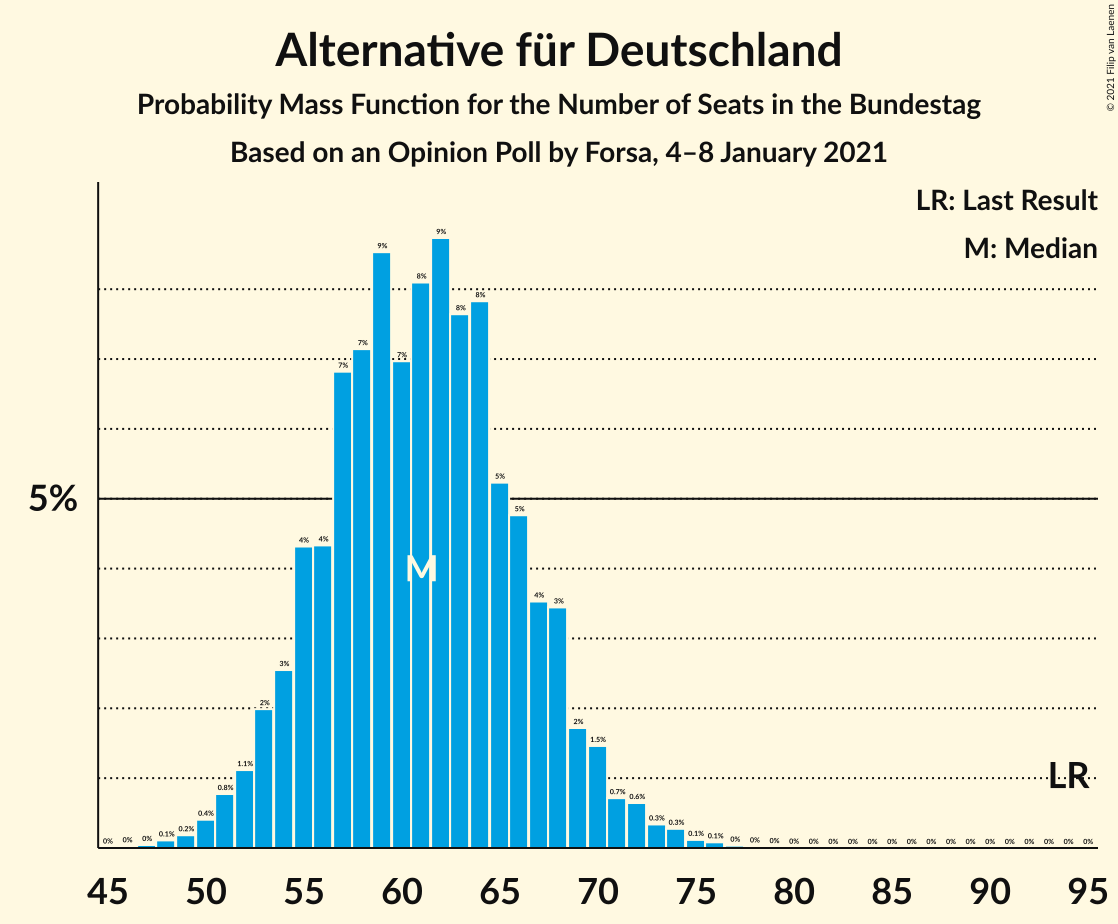 Alternative für Deutschland
Probability Mass Function for the Number of Seats in the Bundestag
Based on an Opinion Poll by Forsa, 4–8 January 2021
© 2021 Filip van Laenen
LR: Last Result
M: Median
5%
0% 0% 0% 0.1% 0.2% 0.4% 0.8% 1.1% 2% 3% 4% 4% 7% 7% 9% 7% 8% 9% 8% 8% 5% 5% 4% 3% 2% 1.5% 0.7% 0.6% 0.3% 0.3% 0.1% 0.1% 0% 0% 0% 0% 0% 0% 0% 0% 0% 0% 0% 0% 0% 0% 0% 0% 0% 0% 0%
M
LR
45 50 55 60 65 70 75 80 85 90 95